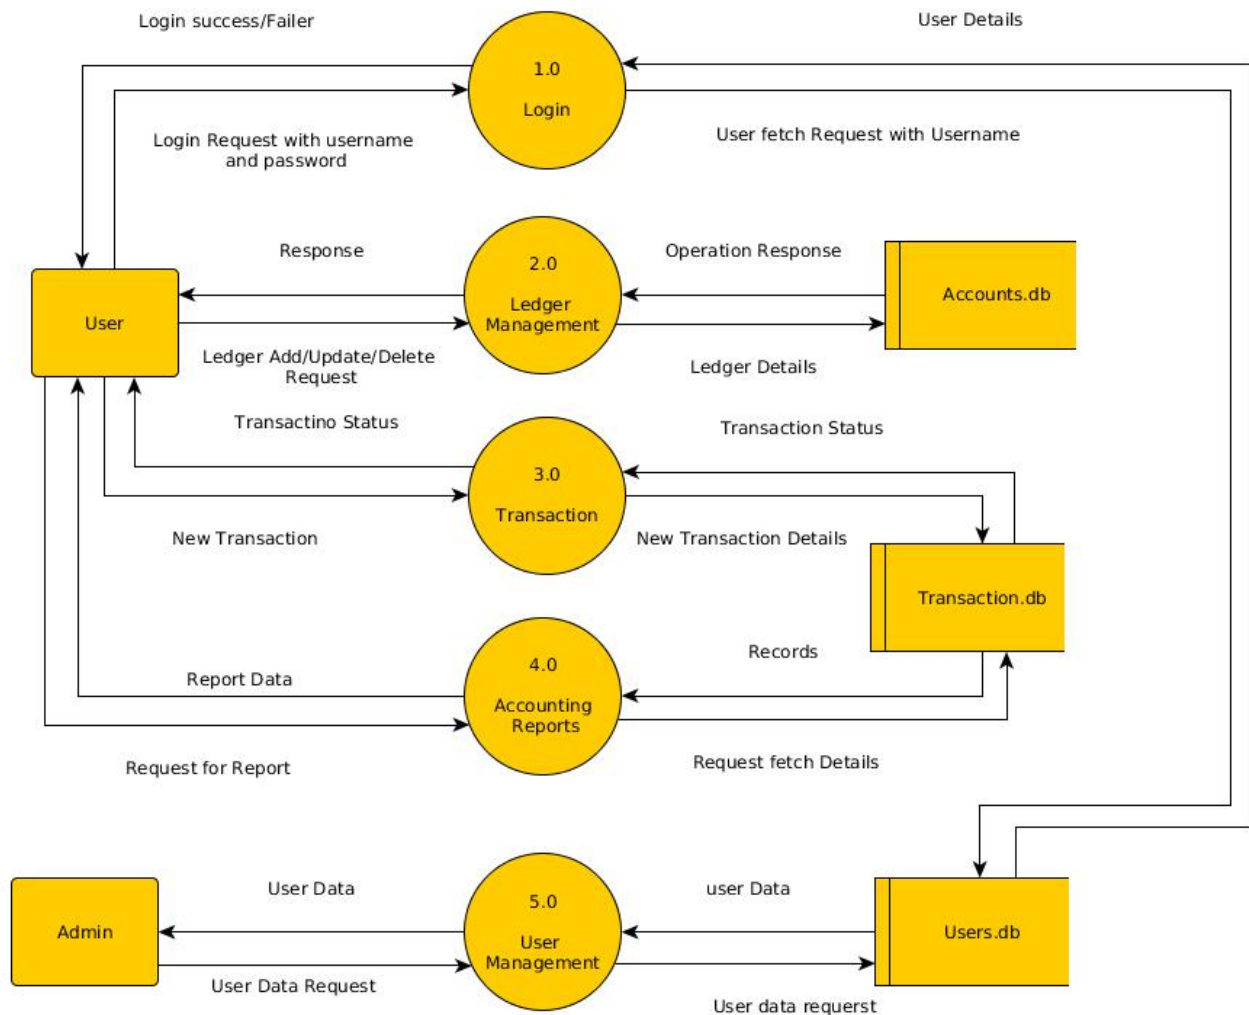 Login success/Failer
User Details
1.0
Login
Login Request with username
and password
User fetch Request with Username
Response
2.0
Ledger
Management
Operation Response
Accounts.db
User
Ledger Add/Update/Delete
Request
Ledger Details
Transactino Status
3.0
Transaction
Transaction Status
New Transaction
New Transaction Details
Transaction.db
Report Data
4.0
Accounting
Reports
Records
Request for Report
Request fetch Details
User Data
5.0
User
Management
user Data
Admin
Users.db
User Data Request
User data requerst